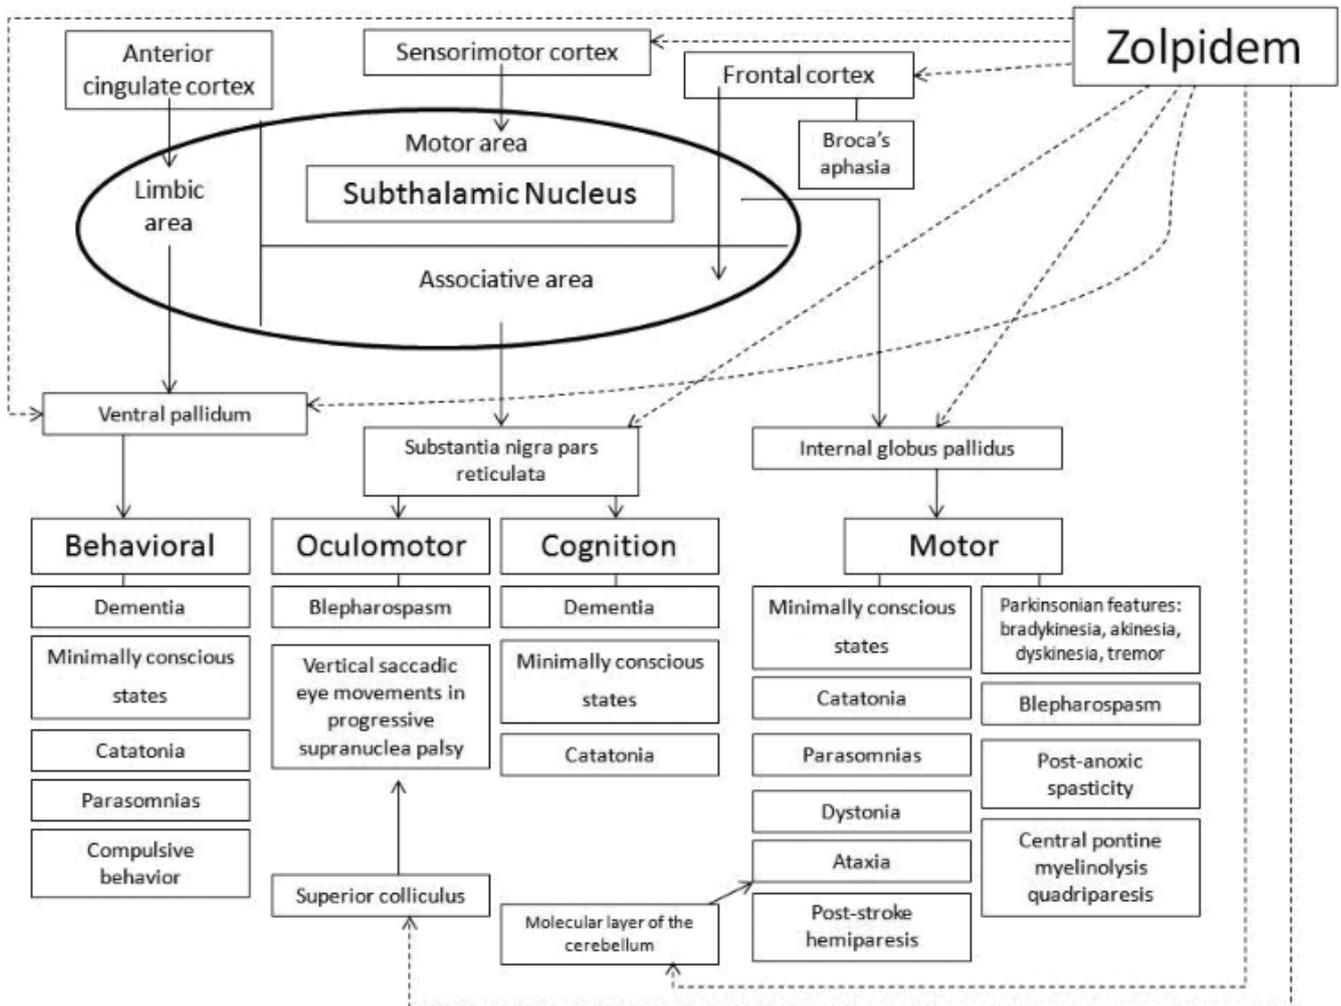 Zolpidem
Anterior
cingulate cortex
Sensorimotor cortex
Frontal cortex
Broca's
aphasia
Motor area
Subthalamic Nucleus
Limbic
area
Associative area
Ventral pallidum
Substantia nigra pars
reticulata
Internal globus pallidus
Behavioral
Dementia
Minimally conscious
states
Catatonia
Parasomnias
Compulsive
behavior
Oculomotor
Blepharospasm
Vertical saccadic
eye movements in
progressive
supranuclea palsy
Superior colliculus
Cognition
Dementia
Minimally conscious
states
Catatonia
Molecular layer of the
cerebellum
Motor
Minimally conscious
states
Catatonia
Parasomnias
Dystonia
Ataxia
Post-stroke
hemiparesis
Parkinsonian features:
bradykinesia, akinesia,
dyskinesia, tremor
Blepharospasm
Post-anoxic
spasticity
Central pontine
myelinolysis
quadriparesis